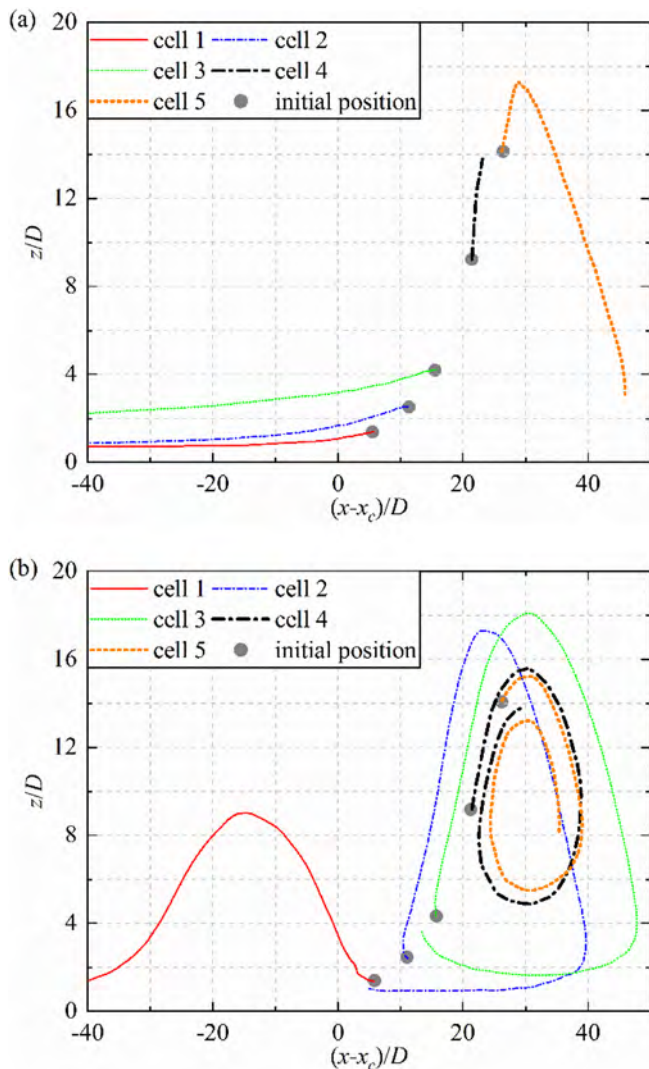 (a)
20
16
12
8
4
0
z/D
cell 1 cell 2
cell 3 cell 4
cell 5 initial position
-40 -20 0 20 40
(x-x_c)/D
(b)
20
16
12
8
4
0
z/D
cell 1 cell 2
cell 3 cell 4
cell 5 initial position
-40 -20 0 20 40
(x-x_c)/D